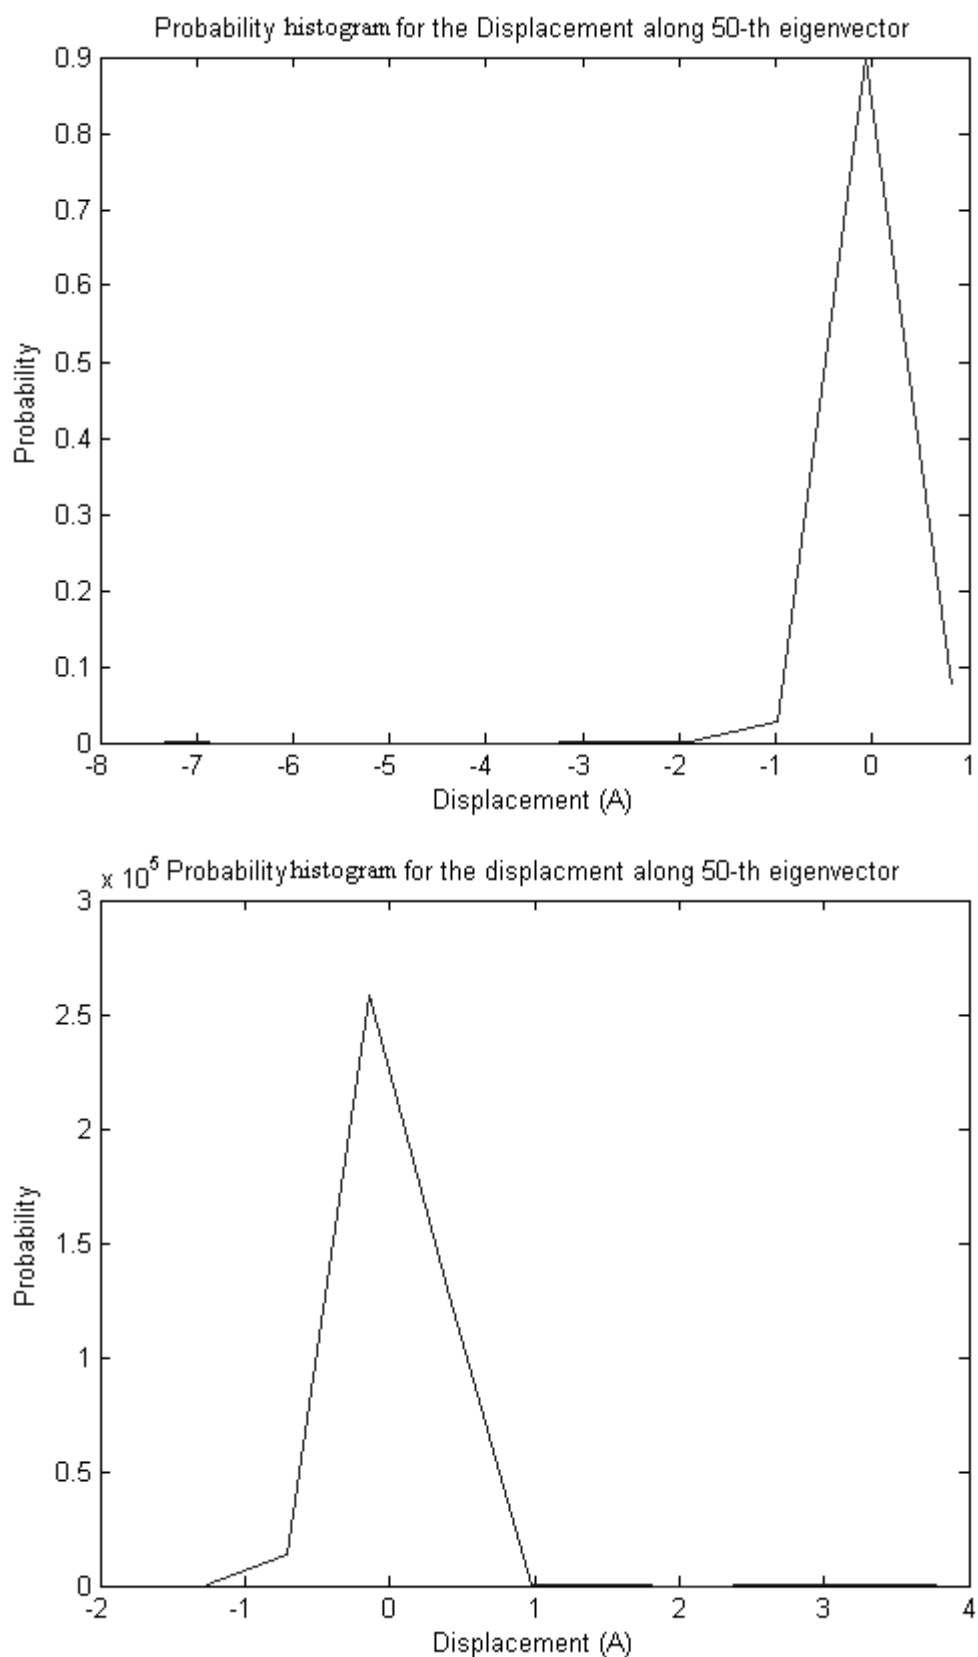 Probability histogram for the Displacement along 50-th eigenvector
0.9
0.8
0.7
0.6
0.5
0.4
0.3
0.2
0.1
0
Probability
-8 -7 -6 -5 -4 -3 -2 -1 0 1
Displacement (A)
x 10^5 Probability histogram for the displacment along 50-th eigenvector
3
2.5
2
1.5
1
0.5
0
Probability
-2 -1 0 1 2 3 4
Displacement (A)